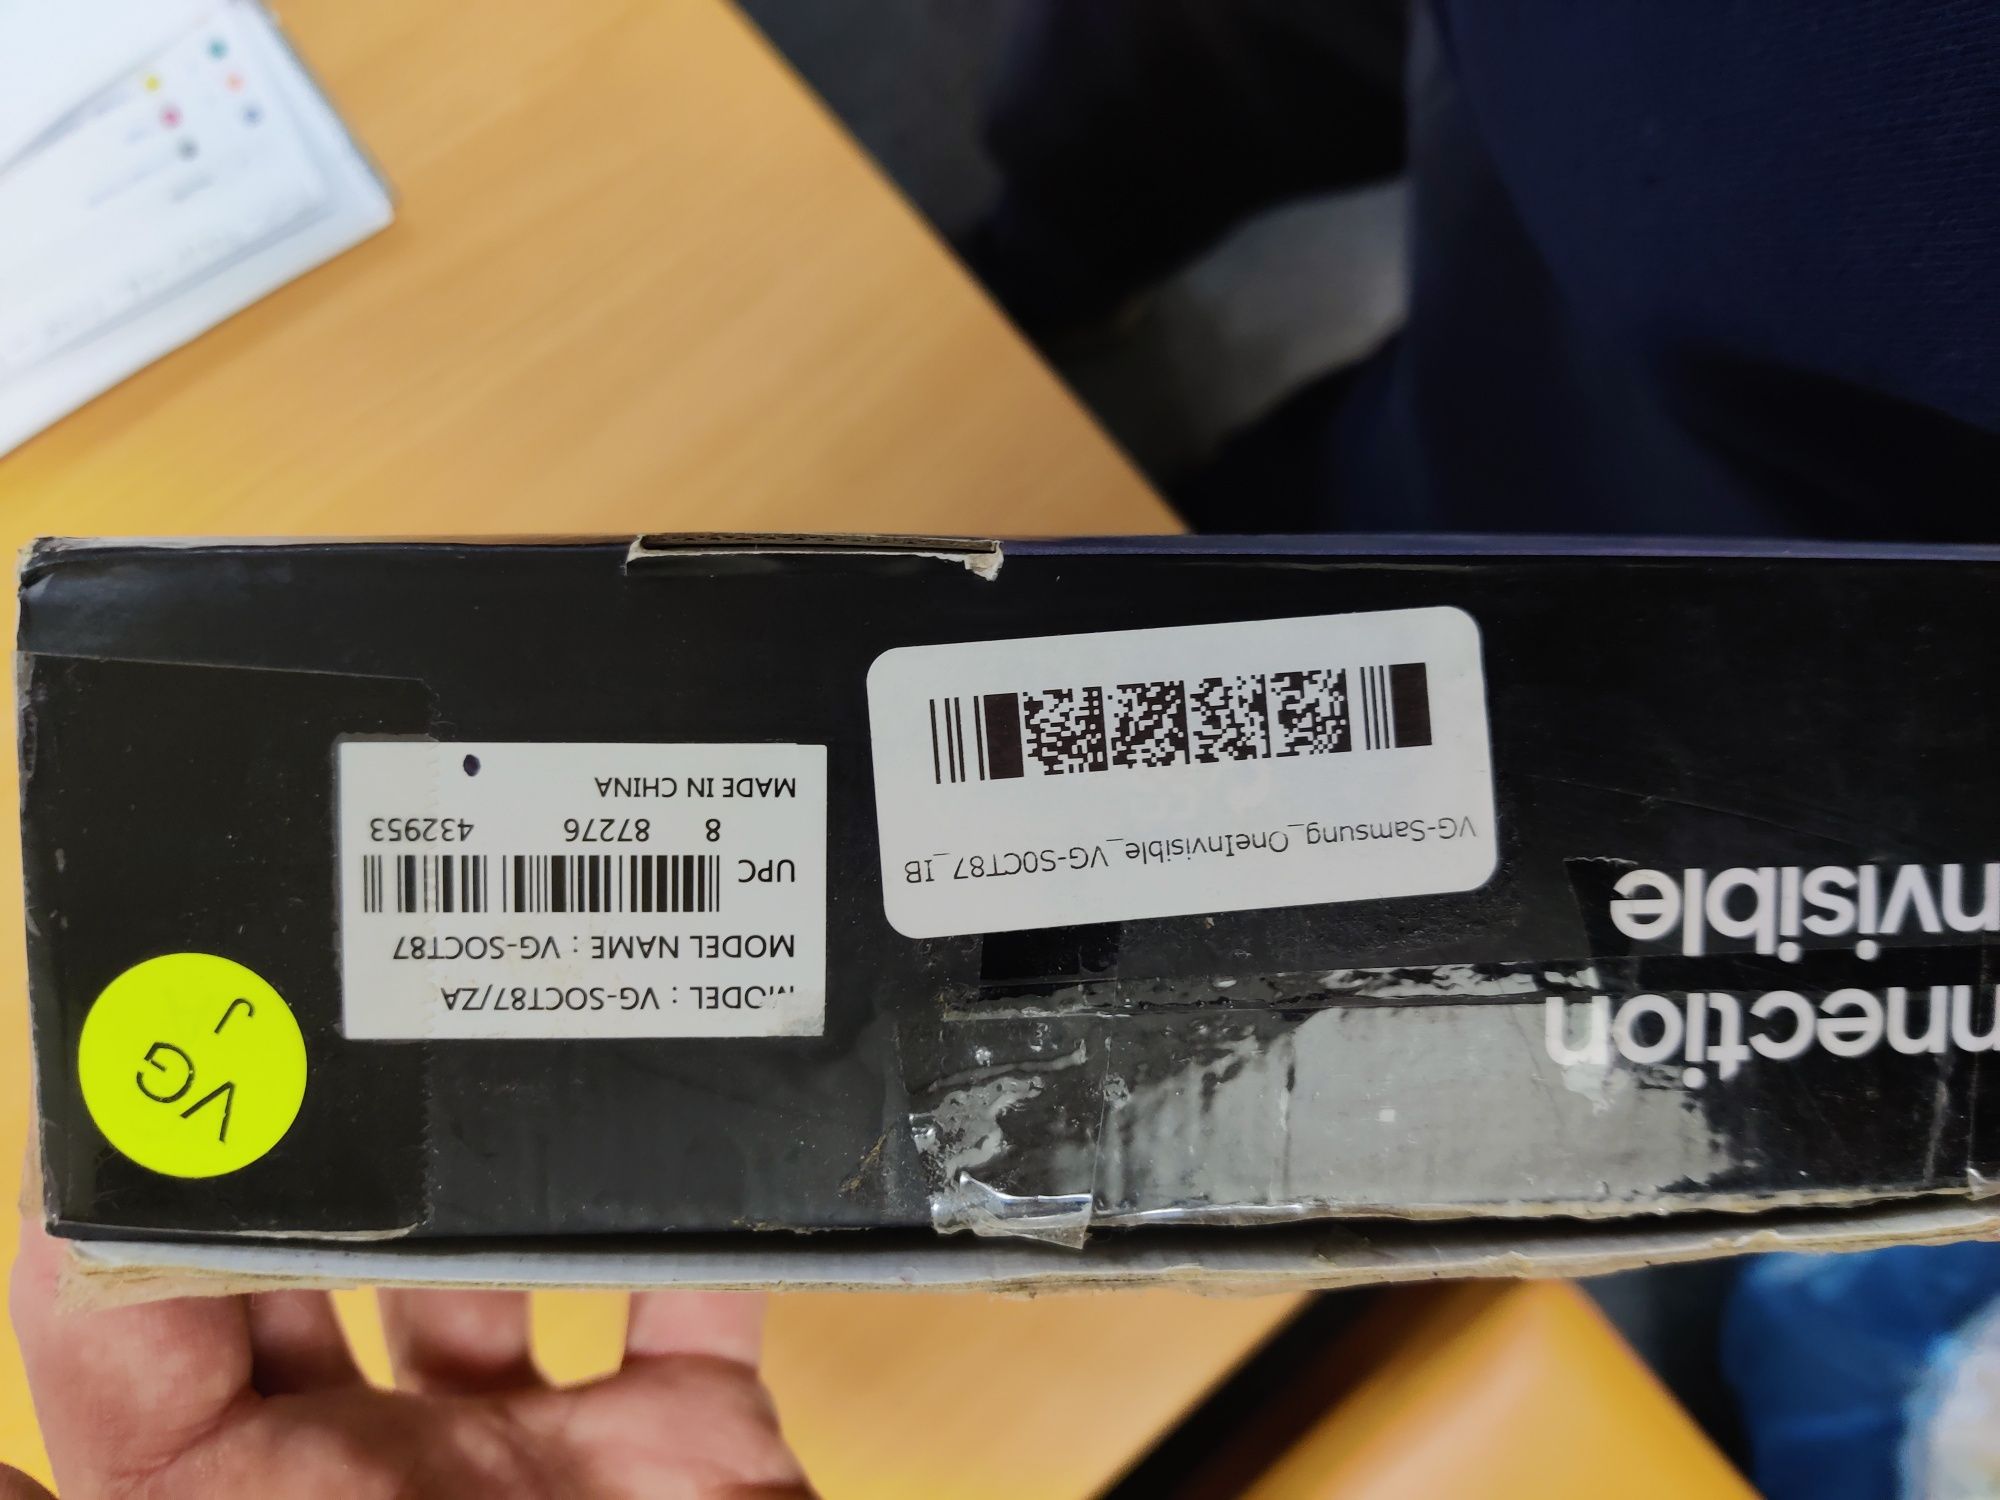 nnection
nvisible
VG-Samsung_OneInvisible_VG-S0CT87_IB
MODEL : VG-SOCT87/ZA
MODEL NAME : VG-SOCT87
UPC
8 87276 432953
MADE IN CHINA
VG
J